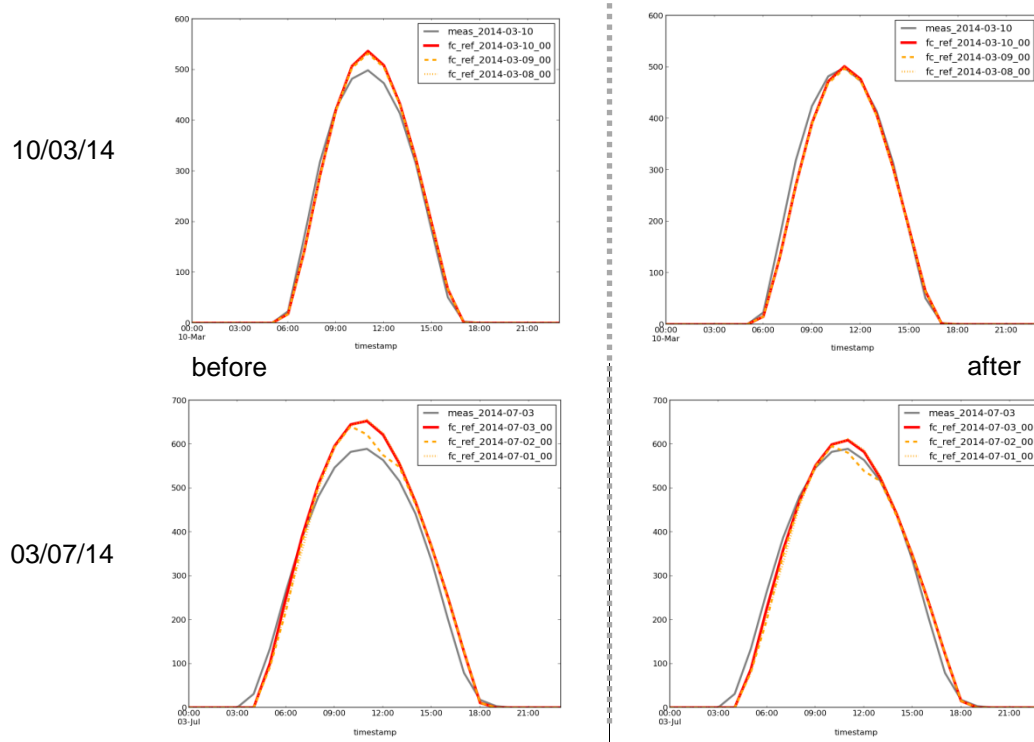 10/03/14
600
500
400
300
200
100
0
meas_2014-03-10
fc_ref_2014-03-10_00
fc_ref_2014-03-09_00
fc_ref_2014-03-08_00
00:00 03:00 06:00 09:00 12:00 15:00 18:00 21:00
10-Mar
timestamp
600
500
400
300
200
100
0
meas_2014-03-10
fc_ref_2014-03-10_00
fc_ref_2014-03-09_00
fc_ref_2014-03-08_00
00:00 03:00 06:00 09:00 12:00 15:00 18:00 21:00
10-Mar
timestamp
before
after
03/07/14
700
600
500
400
300
200
100
0
meas_2014-07-03
fc_ref_2014-07-03_00
fc_ref_2014-07-02_00
fc_ref_2014-07-01_00
00:00 03:00 06:00 09:00 12:00 15:00 18:00 21:00
03-Jul
timestamp
700
600
500
400
300
200
100
0
meas_2014-07-03
fc_ref_2014-07-03_00
fc_ref_2014-07-02_00
fc_ref_2014-07-01_00
00:00 03:00 06:00 09:00 12:00 15:00 18:00 21:00
03-Jul
timestamp